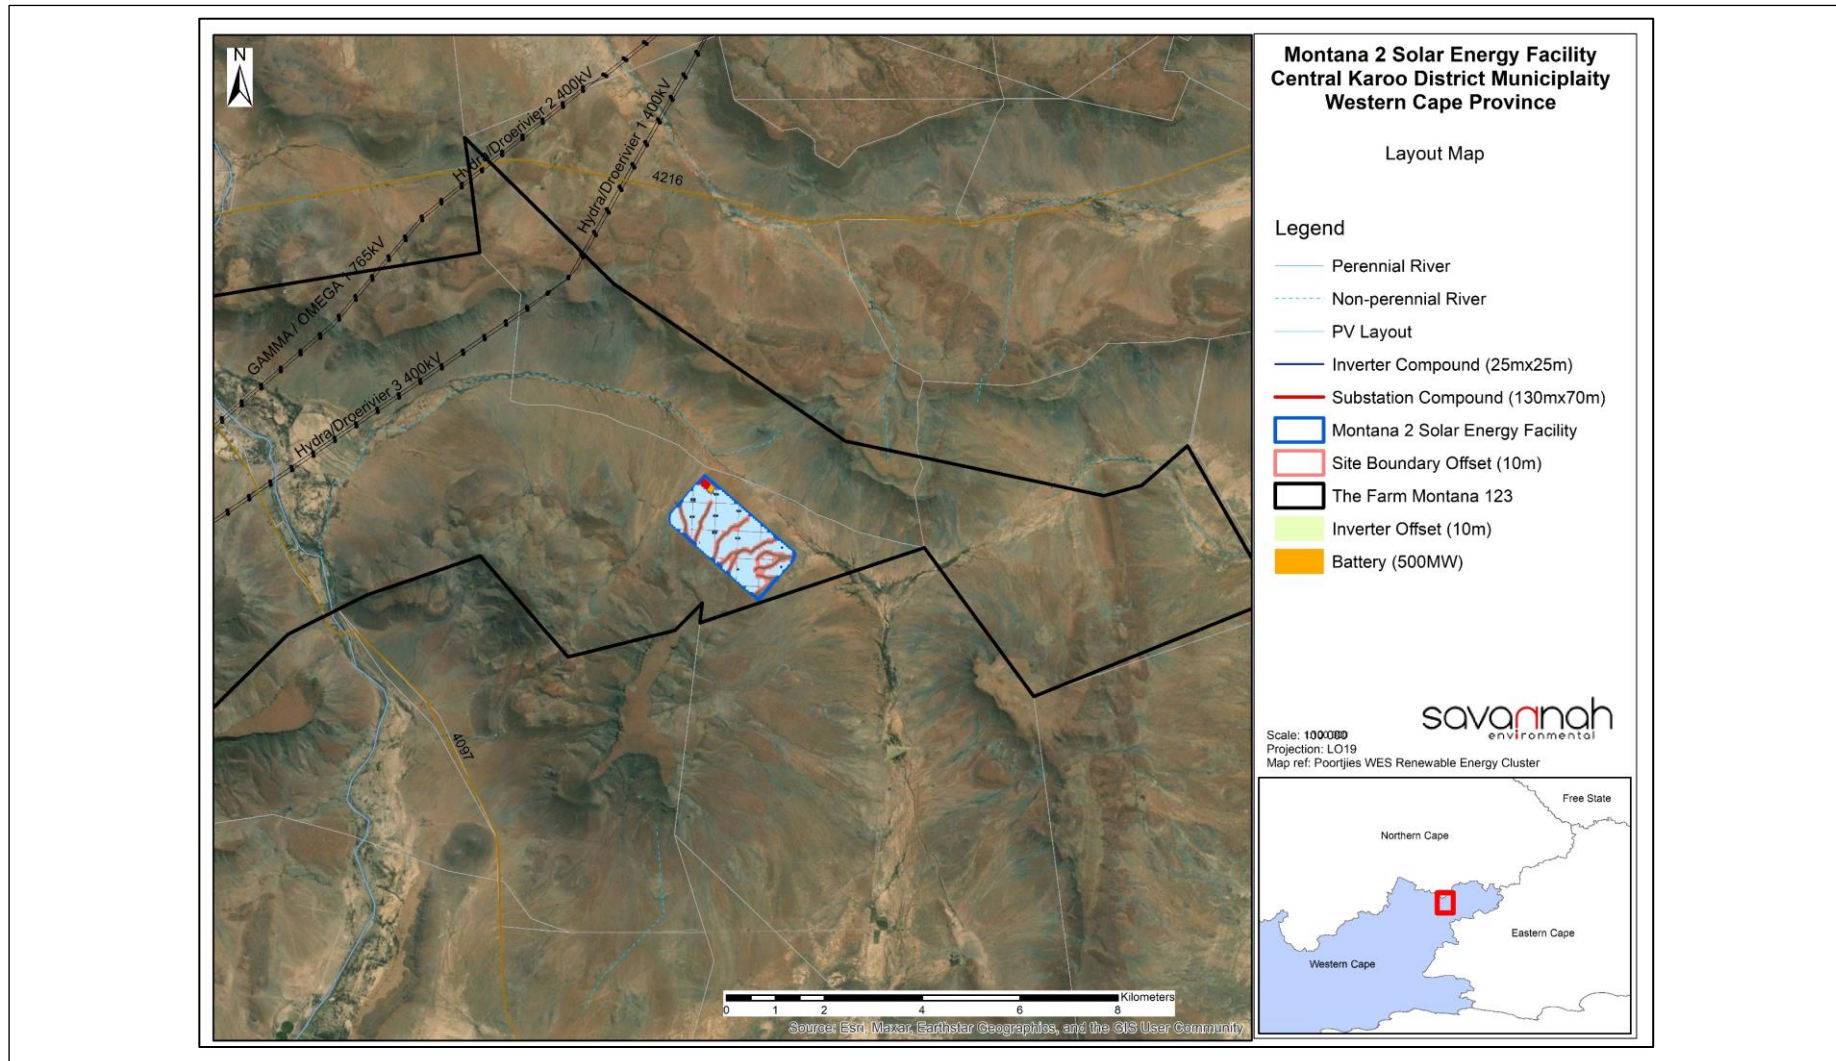 N
Hydra/Droerivier 2 400kV
Hydra/Droerivier 1 400kV
4216
GAMMA / OMEGA 1 765kV
Hydra/Droerivier 3 400kV
4097
Kilometers
0 1 2 4 6 8
Source: Esri, Maxar, Earthstar Geographics, and the GIS User Community
Montana 2 Solar Energy Facility
Central Karoo District Municiplaity
Western Cape Province
Layout Map
Legend
Perennial River
Non-perennial River
PV Layout
Inverter Compound (25mx25m)
Substation Compound (130mx70m)
Montana 2 Solar Energy Facility
Site Boundary Offset (10m)
The Farm Montana 123
Inverter Offset (10m)
Battery (500MW)
savannah
environmental
Scale:
Projection: LO19
Map ref: Poortjies WES Renewable Energy Cluster
Free State
Northern Cape
Eastern Cape
Western Cape